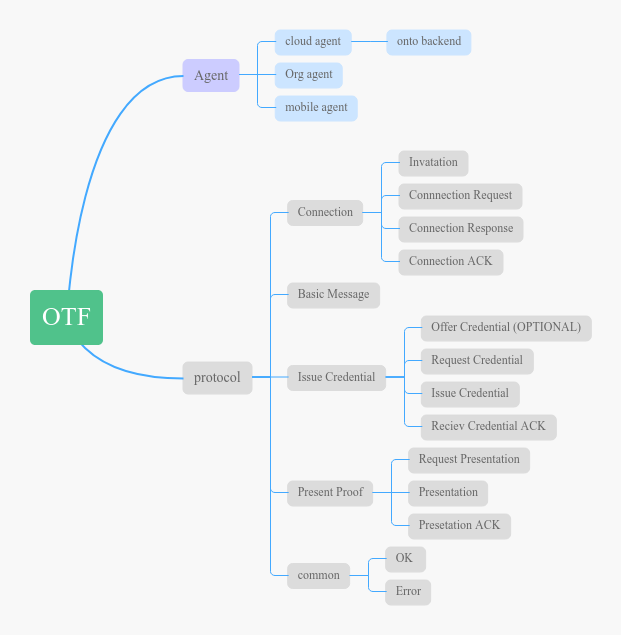 OTF
Agent
cloud agent
onto backend
Org agent
mobile agent
protocol
Connection
Invatation
Connnection Request
Connection Response
Connection ACK
Basic Message
Issue Credential
Offer Credential (OPTIONAL)
Request Credential
Issue Credential
Reciev Credential ACK
Present Proof
Request Presentation
Presentation
Presetation ACK
common
OK
Error